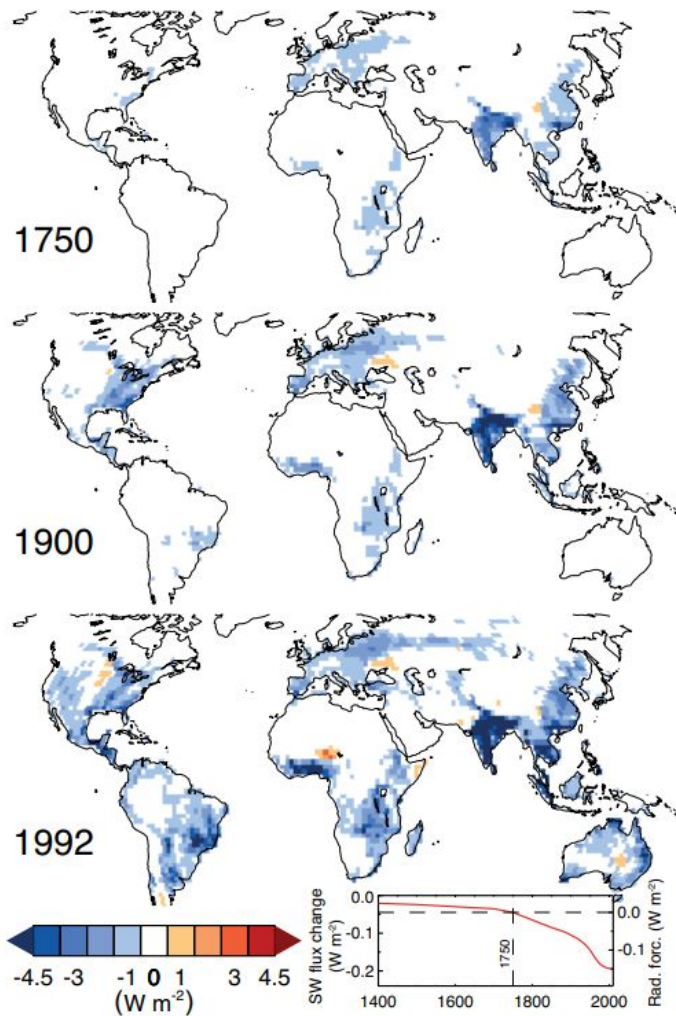 1750
1900
1992
-4.5 -3 -1 0 1 3 4.5
(W m⁻²)
SW flux change
(W m⁻²)
0.0
-0.1
-0.2
1750
0.0
-0.1
Rad. forc. (W m⁻²)
1400 1600 1800 2000